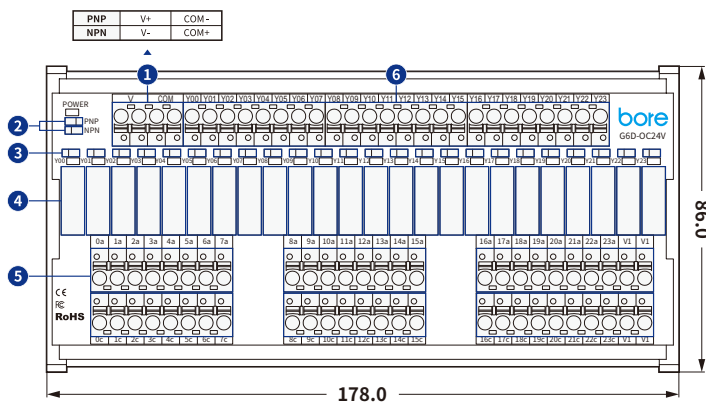 PNP V+ COM-
NPN V- COM+
1
6
V COM Y00 Y01 Y02 Y03 Y04 Y05 Y06 Y07 Y08 Y09 Y10 Y11 Y12 Y13 Y14 Y15 Y16 Y17 Y18 Y19 Y20 Y21 Y22 Y23
POWER
2
PNP
NPN
bore
G6D-OC24V
3
Y00 Y01 Y02 Y03 Y04 Y05 Y06 Y07 Y08 Y09 Y10 Y11 Y12 Y13 Y14 Y15 Y16 Y17 Y18 Y19 Y20 Y21 Y22 Y23
4
86.0
0a 1a 2a 3a 4a 5a 6a 7a 8a 9a 10a 11a 12a 13a 14a 15a 16a 17a 18a 19a 20a 21a 22a 23a V1 V1
5
CE
FC
RoHS
0c 1c 2c 3c 4c 5c 6c 7c 8c 9c 10c 11c 12c 13c 14c 15c 16c 17c 18c 19c 20c 21c 22c 23c V1 V1
178.0